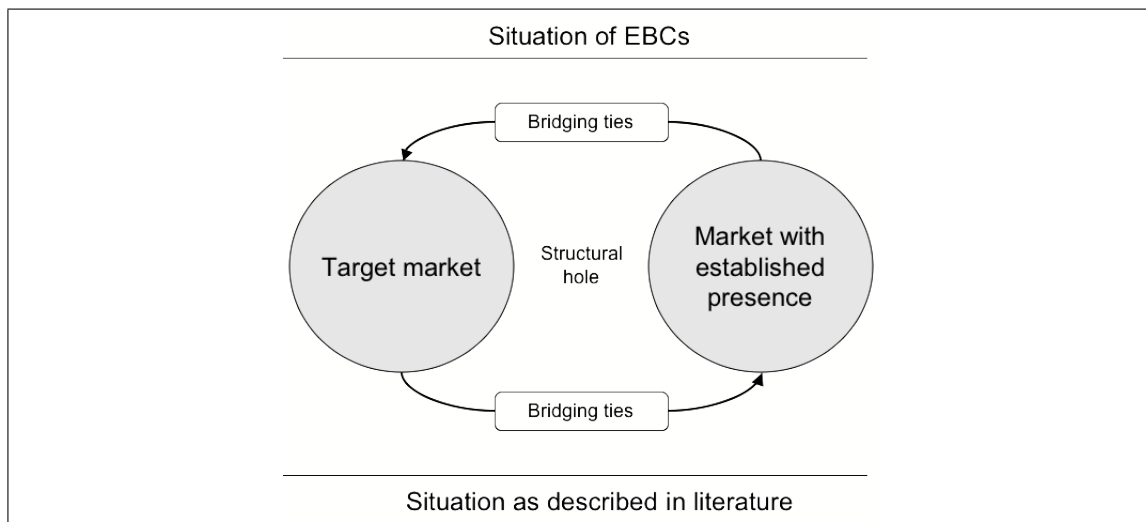 Situation of EBCs
Bridging ties
Target market
Structural
hole
Market with
established
presence
Bridging ties
Situation as described in literature